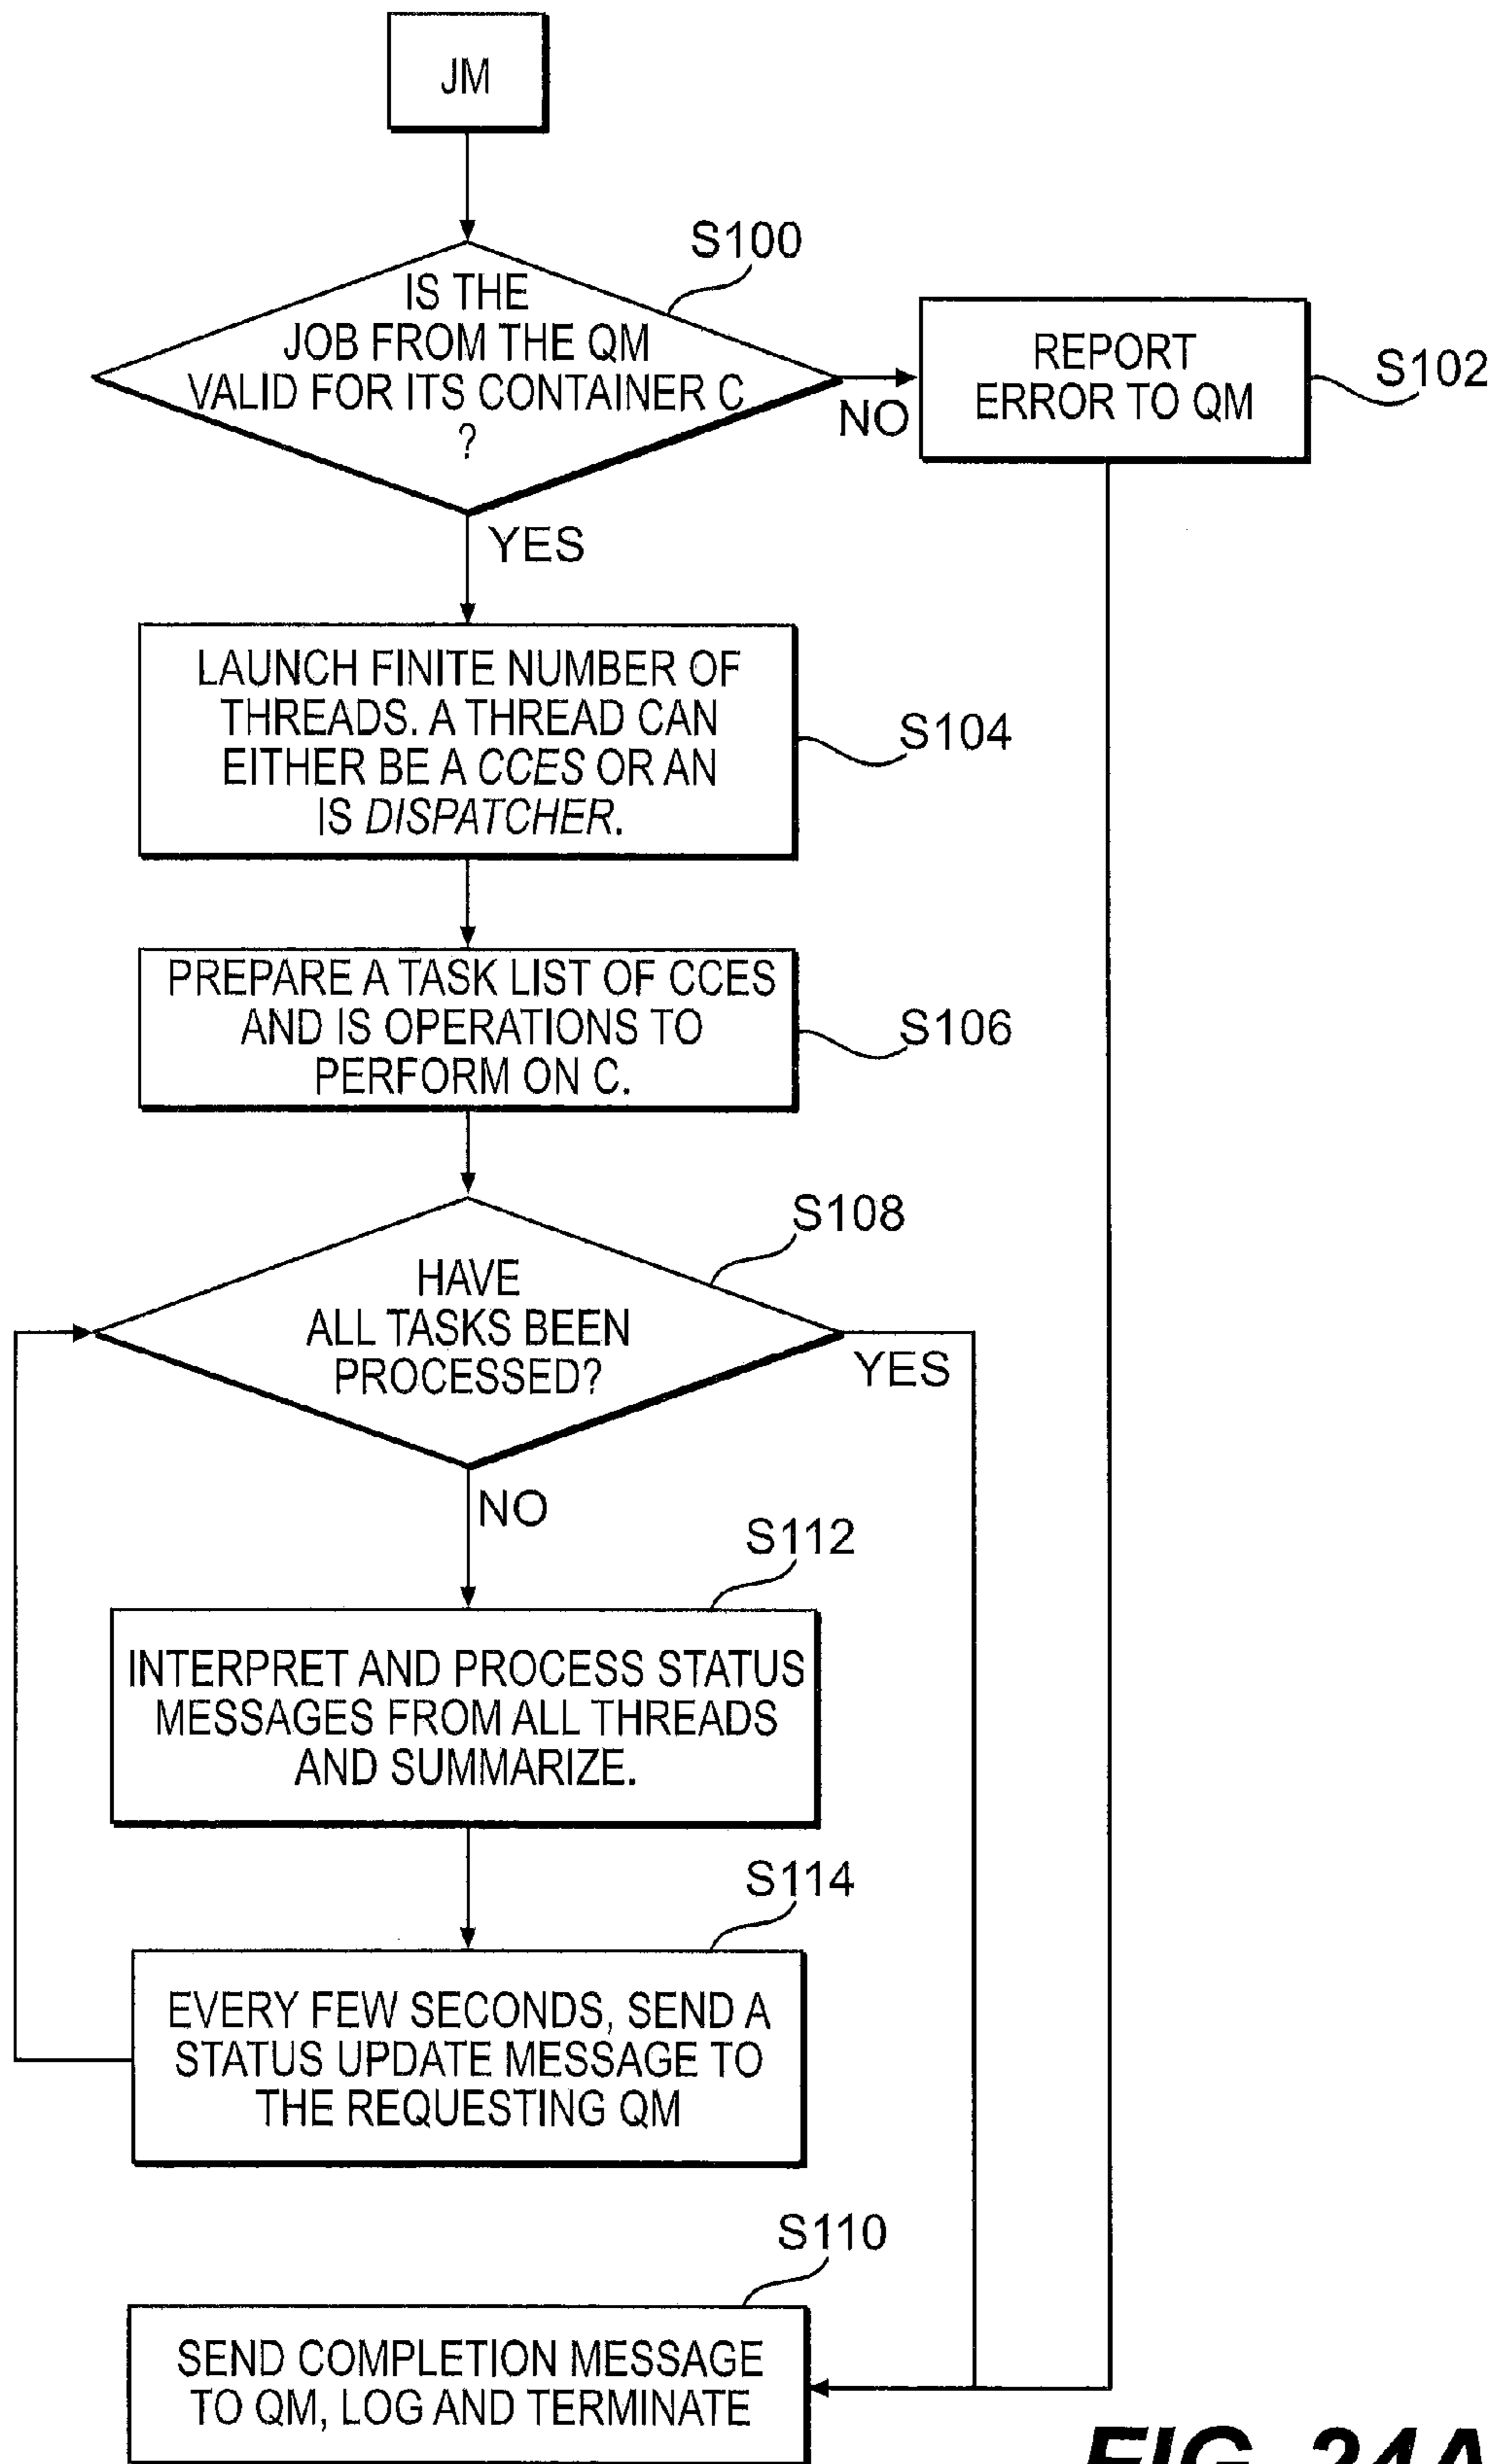 JM
S100
IS THE
JOB FROM THE QM
VALID FOR ITS CONTAINER C
?
NO
REPORT
ERROR TO QM
S102
YES
LAUNCH FINITE NUMBER OF
THREADS. A THREAD CAN
EITHER BE A CCES OR AN
IS DISPATCHER.
S104
PREPARE A TASK LIST OF CCES
AND IS OPERATIONS TO
PERFORM ON C.
S106
S108
HAVE
ALL TASKS BEEN
PROCESSED?
YES
NO
S112
INTERPRET AND PROCESS STATUS
MESSAGES FROM ALL THREADS
AND SUMMARIZE.
S114
EVERY FEW SECONDS, SEND A
STATUS UPDATE MESSAGE TO
THE REQUESTING QM
S110
SEND COMPLETION MESSAGE
TO QM, LOG AND TERMINATE
FIG. 24A